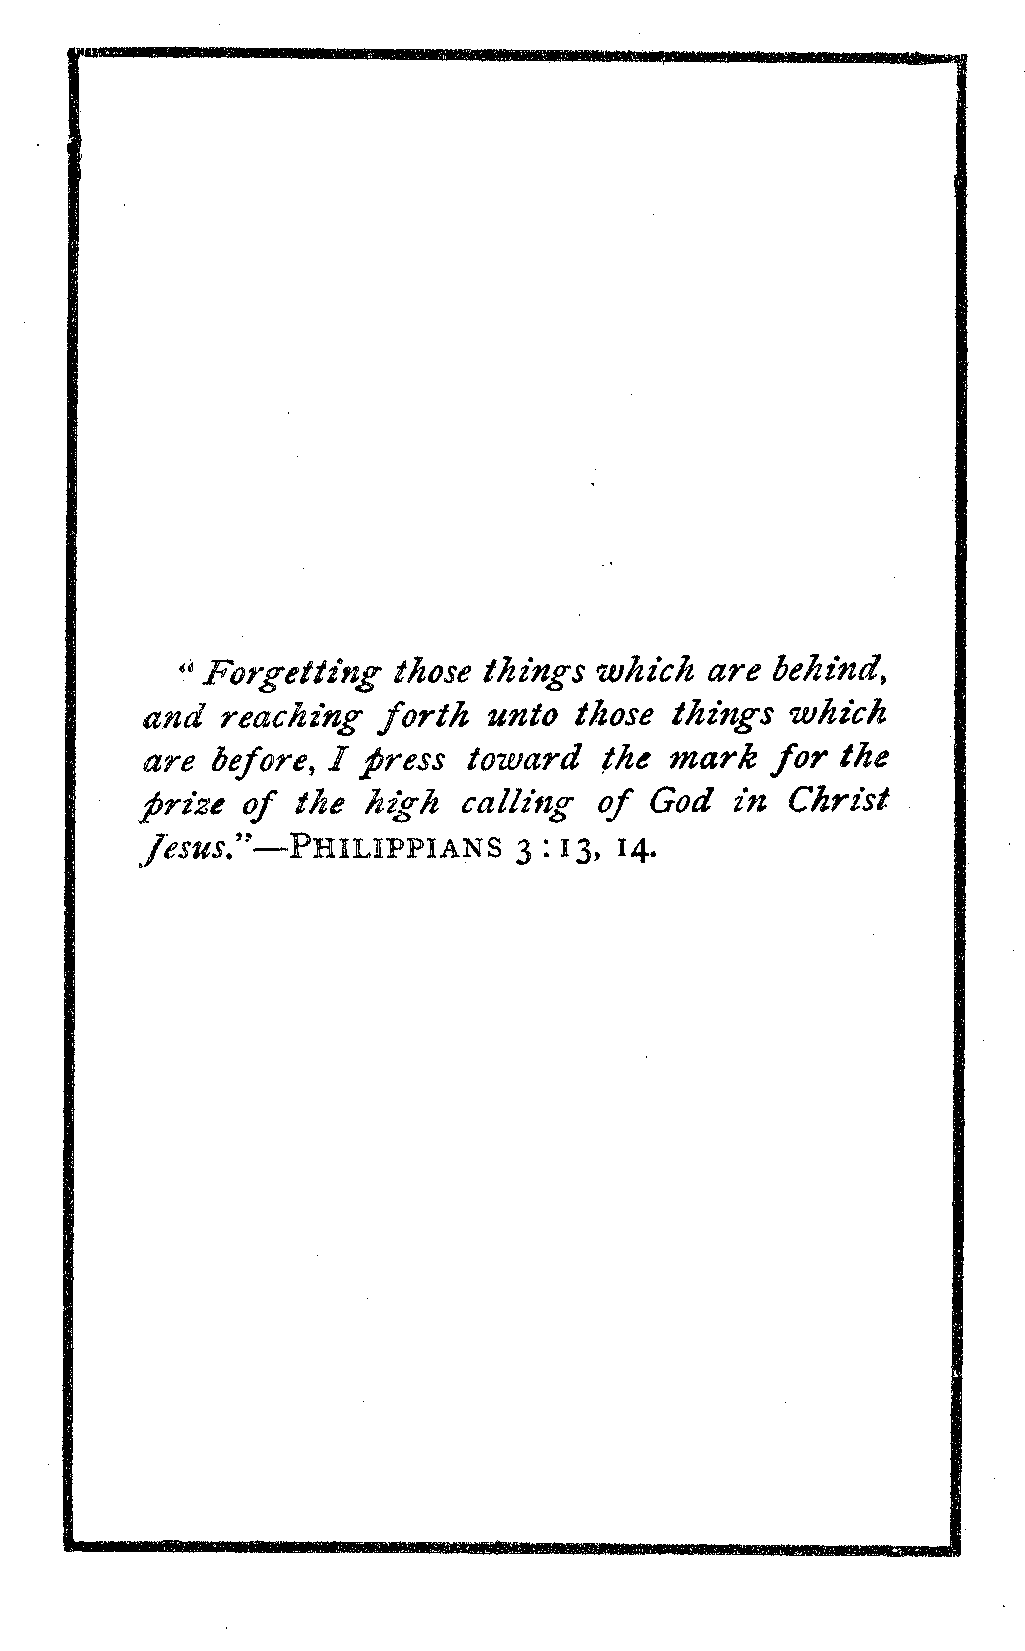 “Forgetting those things which are behind,
and reaching forth unto those things which
are before, I press toward the mark for the
prize of the high calling of God in Christ
Jesus.”—PHILIPPIANS 3 : 13, 14.